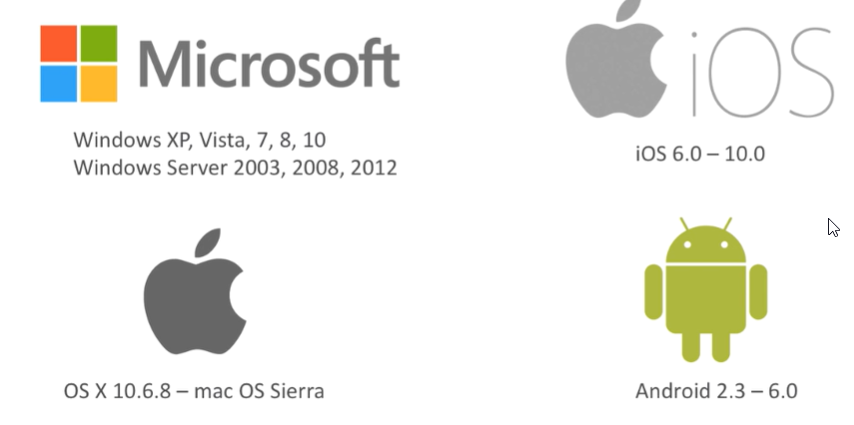 Microsoft
Windows XP, Vista, 7, 8, 10
Windows Server 2003, 2008, 2012
iOS
iOS 6.0 – 10.0
OS X 10.6.8 – mac OS Sierra
Android 2.3 – 6.0